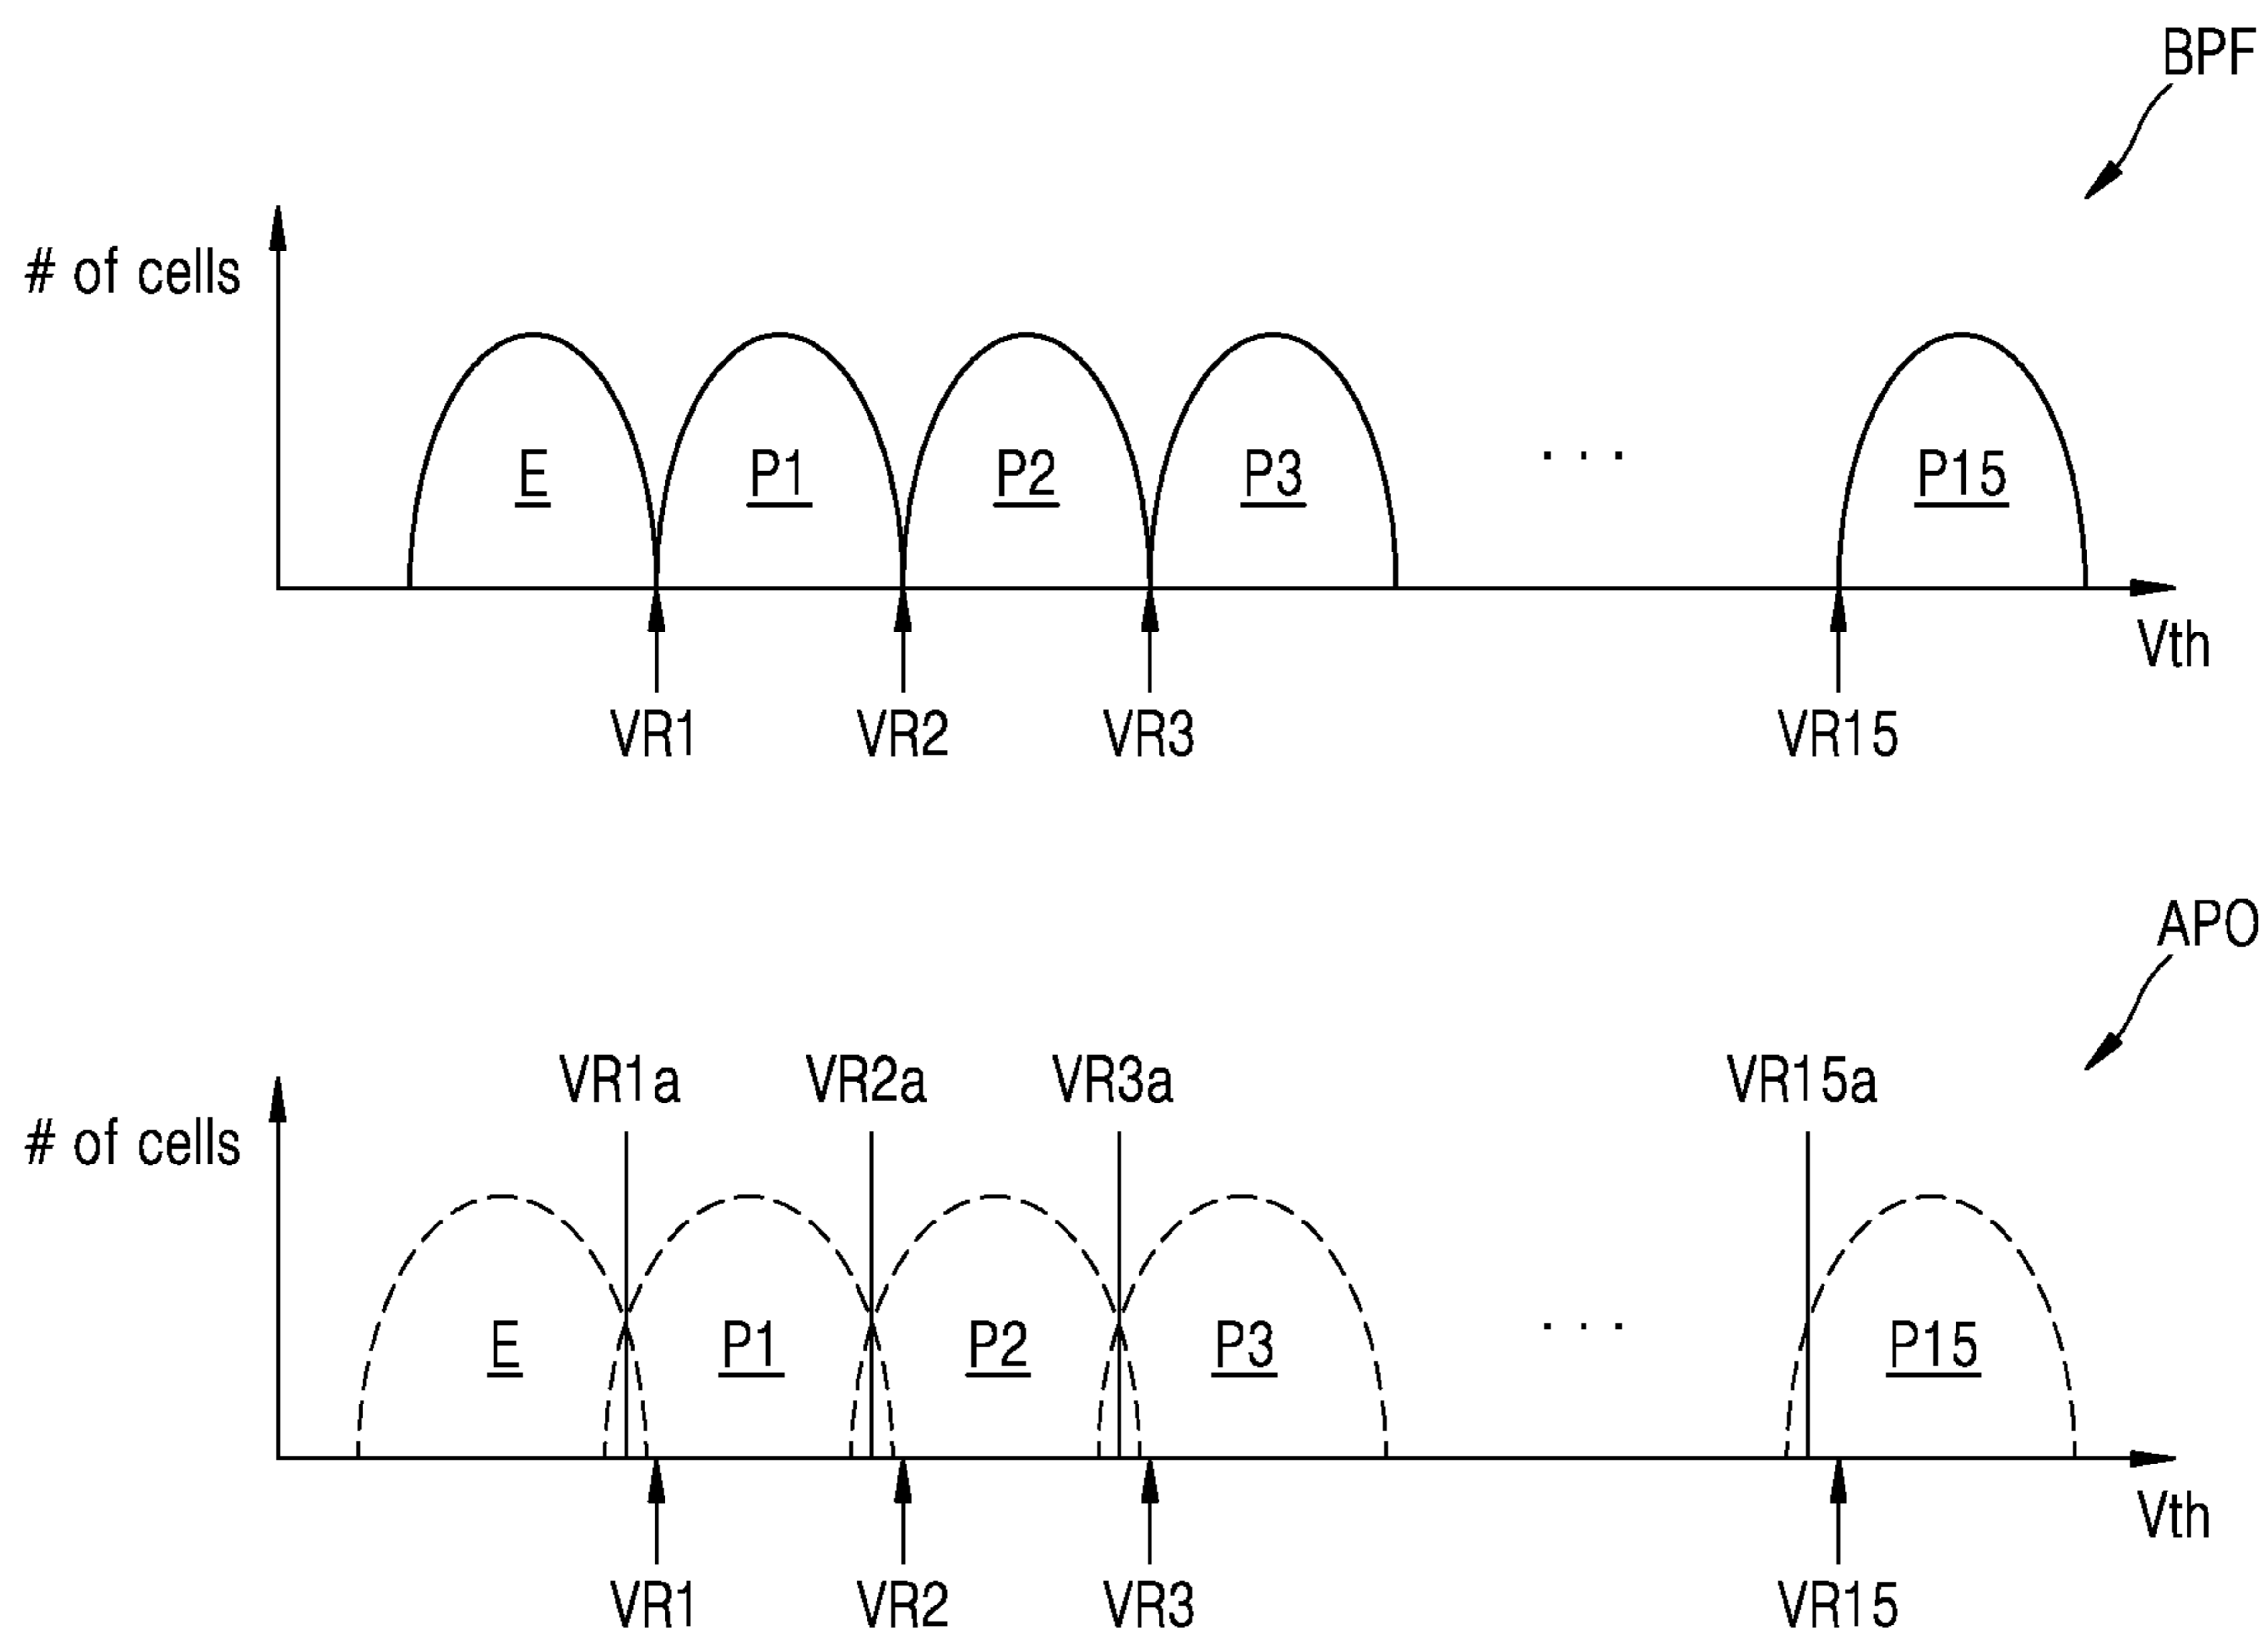 BPF
# of cells
E P1 P2 P3 . . . P15
Vth
VR1 VR2 VR3 VR15
APO
VR1a VR2a VR3a VR15a
# of cells
E P1 P2 P3 . . . P15
Vth
VR1 VR2 VR3 VR15